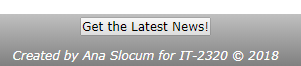 Get the Latest News!
Created by Ana Slocum for IT-2320 © 2018